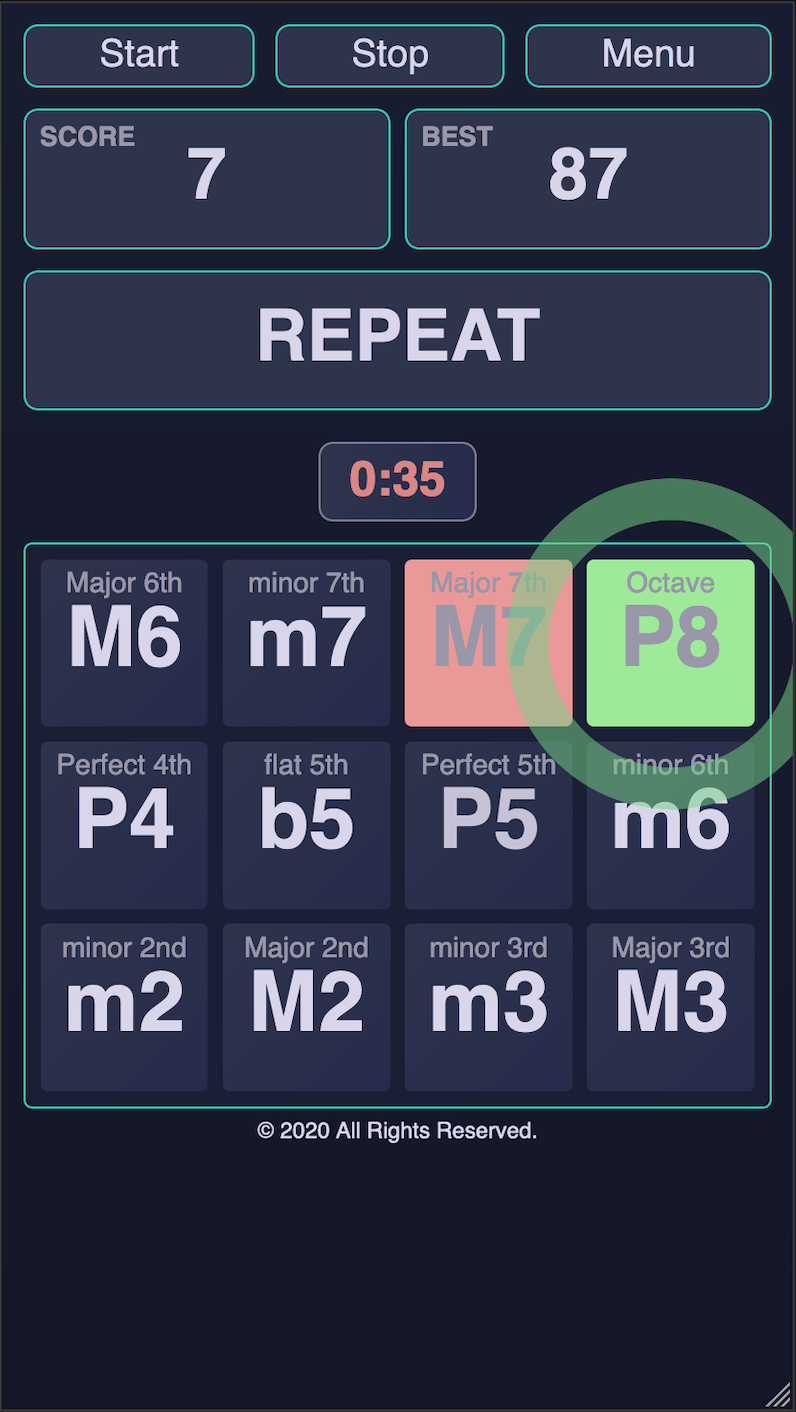 Start Stop Menu
SCORE BEST
7 87
REPEAT
0:35
Major 6th minor 7th Major 7th Octave
M6 m7 M7 P8
Perfect 4th flat 5th Perfect 5th minor 6th
P4 b5 P5 m6
minor 2nd Major 2nd minor 3rd Major 3rd
m2 M2 m3 M3
© 2020 All Rights Reserved.